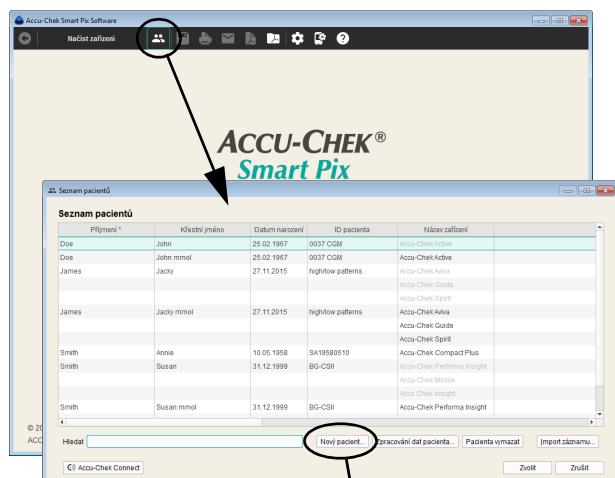 Accu-Chek Smart Pix Software
Načíst zařízení
ACCU-CHEK®
Smart Pix
Seznam pacientů
Seznam pacientů
Příjmení * Křestní jméno Datum narození ID pacienta Název zařízení
Doe John 25.02.1967 0037 CGM Accu-Chek Active
Doe John mmol 25.02.1967 0037 CGM Accu-Chek Active
James Jacky 27.11.2015 high/low patterns Accu-Chek Aviva
Accu-Chek Guide
Accu-Chek Spirit
James Jacky mmol 27.11.2015 high/low patterns Accu-Chek Aviva
Accu-Chek Guide
Accu-Chek Spirit
Smith Annie 10.05.1958 SA19580510 Accu-Chek Compact Plus
Smith Susan 31.12.1999 BG-CSII Accu-Chek Performa Insight
Accu-Chek Mobile
Accu-Chek Insight
Smith Susan mmol 31.12.1999 BG-CSII Accu-Chek Performa Insight
© 20
ACC
Hledat Nový pacient... Zpracování dat pacienta... Pacienta vymazat Import záznamu...
Accu-Chek Connect Zvolit Zrušit